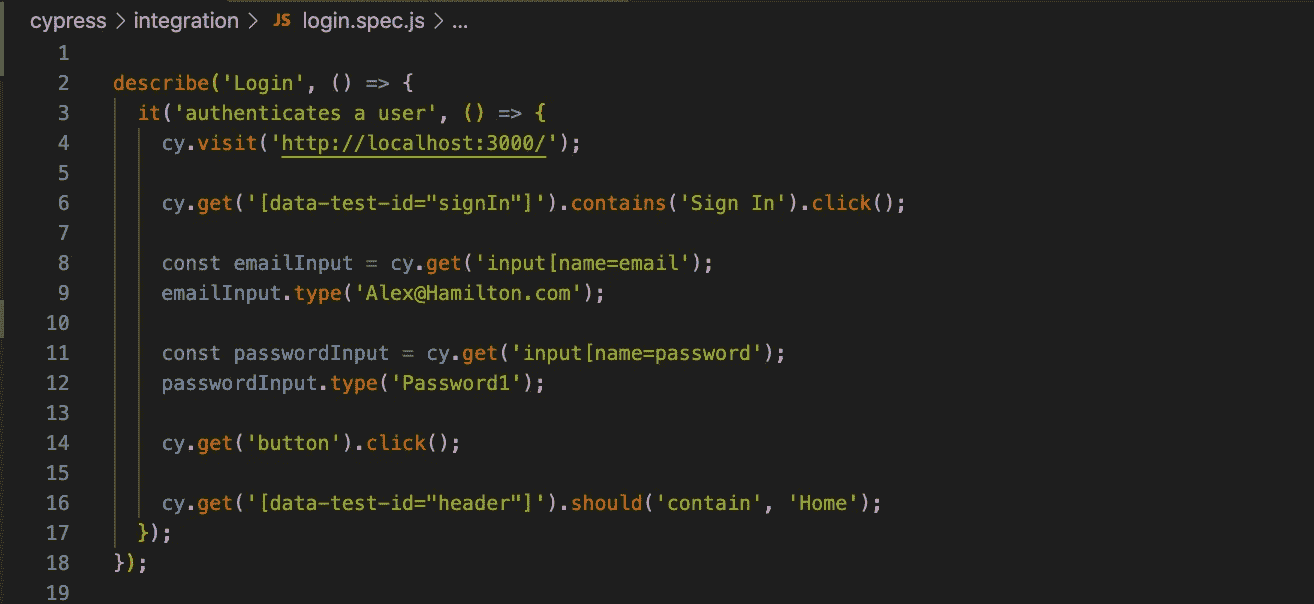 cypress > integration > JS login.spec.js > ...
1
2 describe('Login', () => {
3   it('authenticates a user', () => {
4     cy.visit('http://localhost:3000/');
5
6     cy.get('[data-test-id="signIn"]').contains('Sign In').click();
7
8     const emailInput = cy.get('input[name=email');
9     emailInput.type('Alex@Hamilton.com');
10
11     const passwordInput = cy.get('input[name=password');
12     passwordInput.type('Password1');
13
14     cy.get('button').click();
15
16     cy.get('[data-test-id="header"]').should('contain', 'Home');
17   });
18 });
19